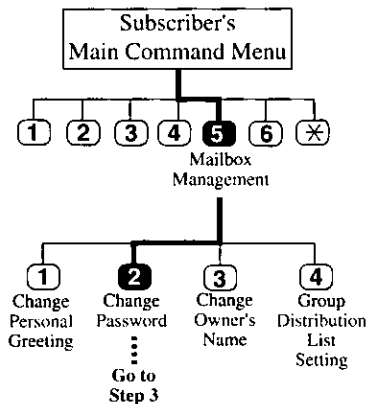 Subscriber's
Main Command Menu
1 2 3 4 5 6 *
Mailbox
Management
1 2 3 4
Change Change Change Group
Personal Password Owner's Distribution
Greeting Name List
Setting
Go to
Step 3